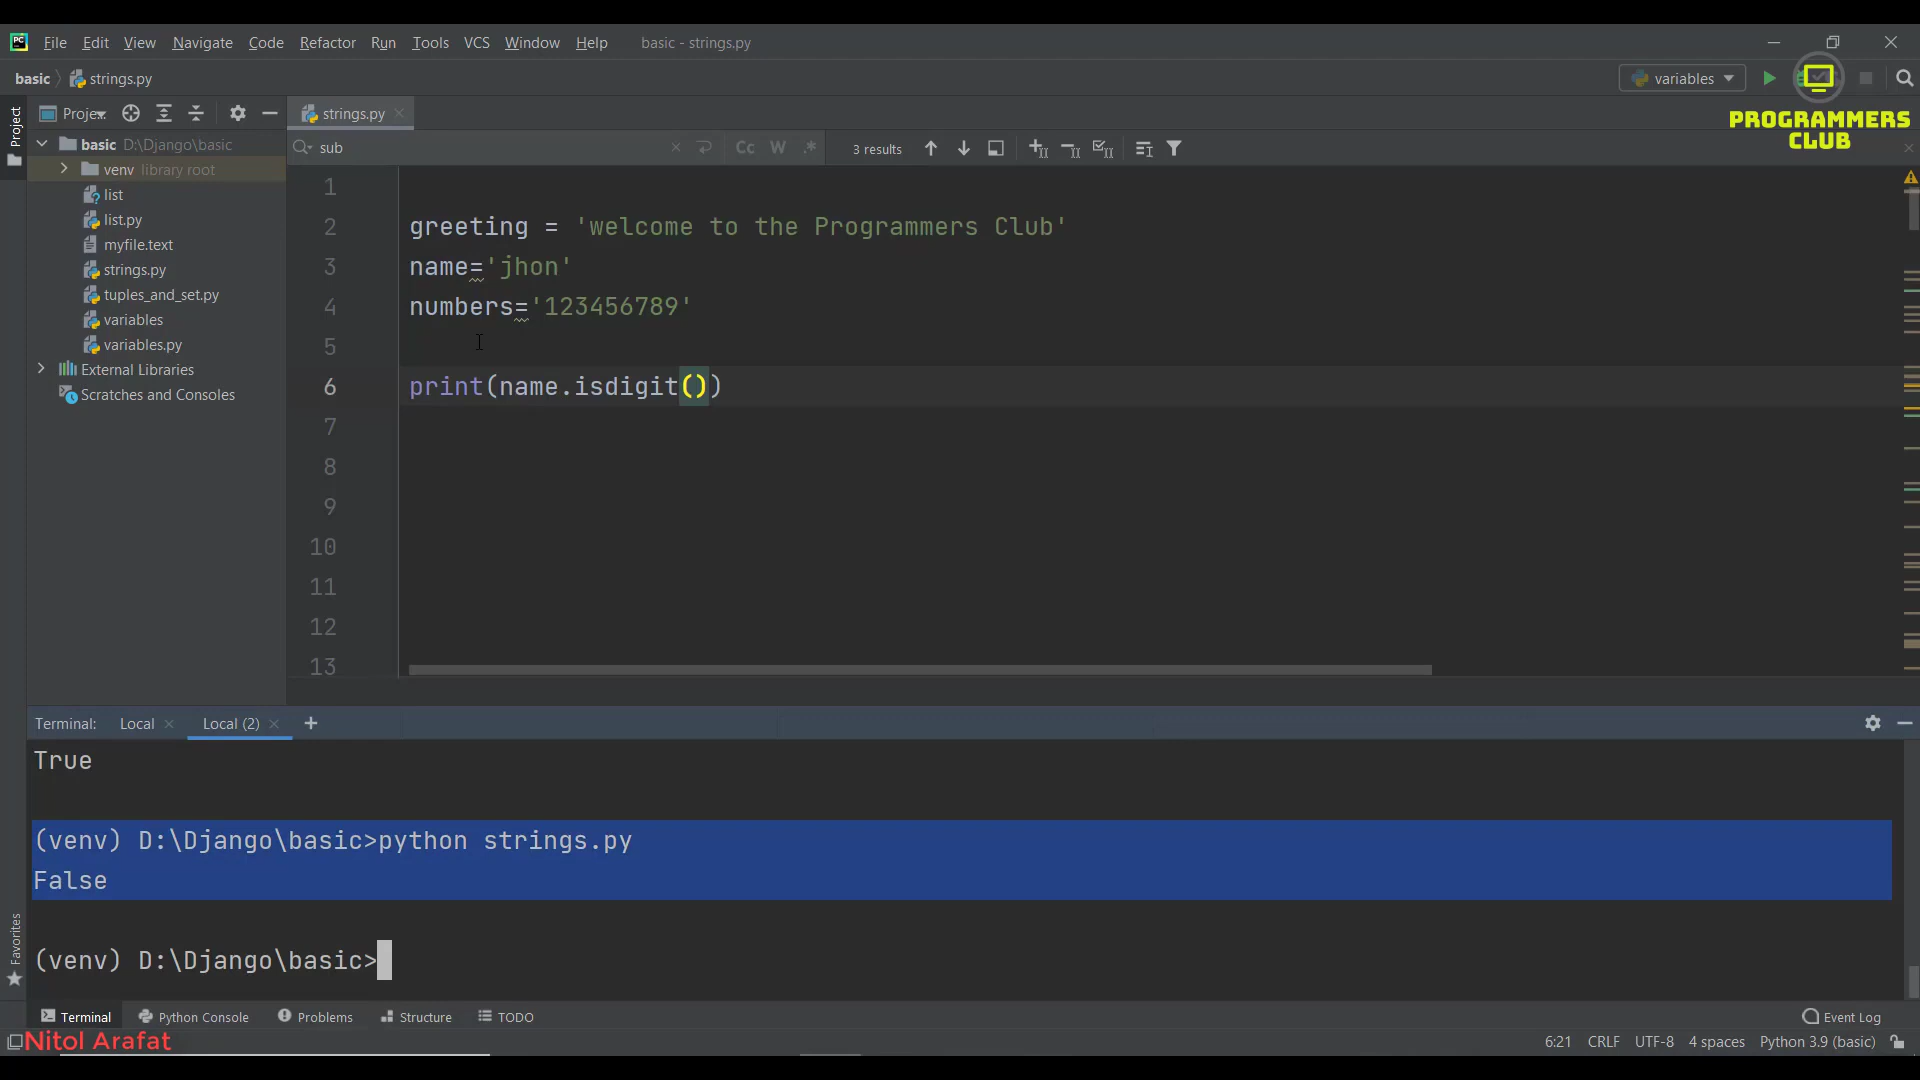 File Edit View Navigate Code Refactor Run Tools VCS Window Help basic - strings.py
basic strings.py variables
PROGRAMMERS
CLUB
Project
Projec
strings.py
basic D:\Django\basic
venv library root
list
list.py
myfile.text
strings.py
tuples_and_set.py
variables
variables.py
External Libraries
Scratches and Consoles
sub Cc W .* 3 results
1
2 greeting = 'welcome to the Programmers Club'
3 name='jhon'
4 numbers='123456789'
5
6 print(name.isdigit())
7
8
9
10
11
12
13
Terminal: Local Local (2)
True
(venv) D:\Django\basic>python strings.py
False
(venv) D:\Django\basic>
Favorites
Terminal Python Console Problems Structure TODO Event Log
Nitol Arafat
6:21 CRLF UTF-8 4 spaces Python 3.9 (basic)